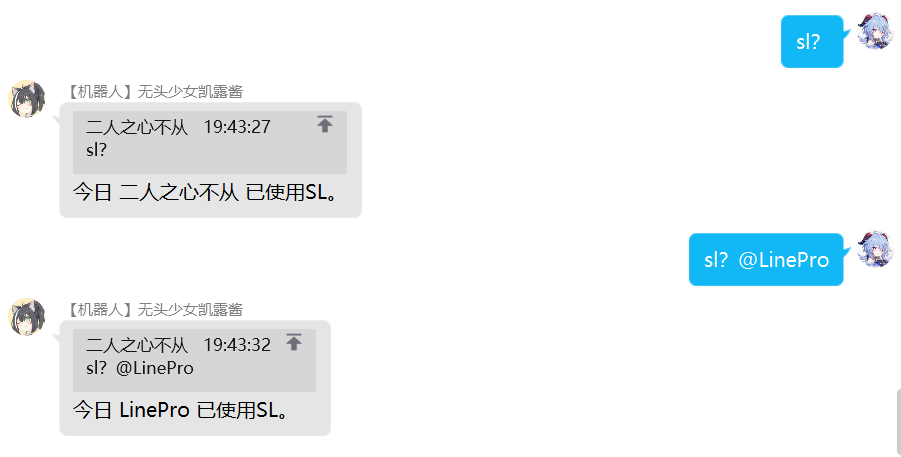 sl?
【机器人】无头少女凯露酱
二人之心不从 19:43:27
sl?
今日 二人之心不从 已使用SL。
sl? @LinePro
【机器人】无头少女凯露酱
二人之心不从 19:43:32
sl? @LinePro
今日 LinePro 已使用SL。